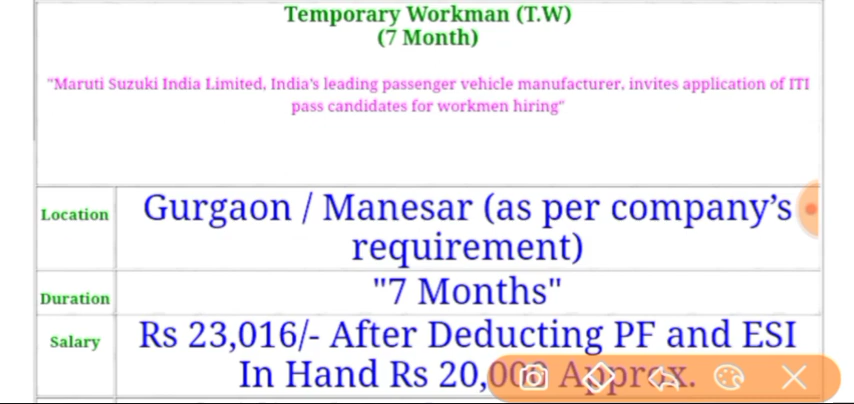 Temporary Workman (T.W)
(7 Month)
"Maruti Suzuki India Limited, India's leading passenger vehicle manufacturer, invites application of ITI
pass candidates for workmen hiring"
Location
Gurgaon / Manesar (as per company's
requirement)
Duration
"7 Months"
Salary
Rs 23,016/- After Deducting PF and ESI
In Hand Rs 20,000 Approx.